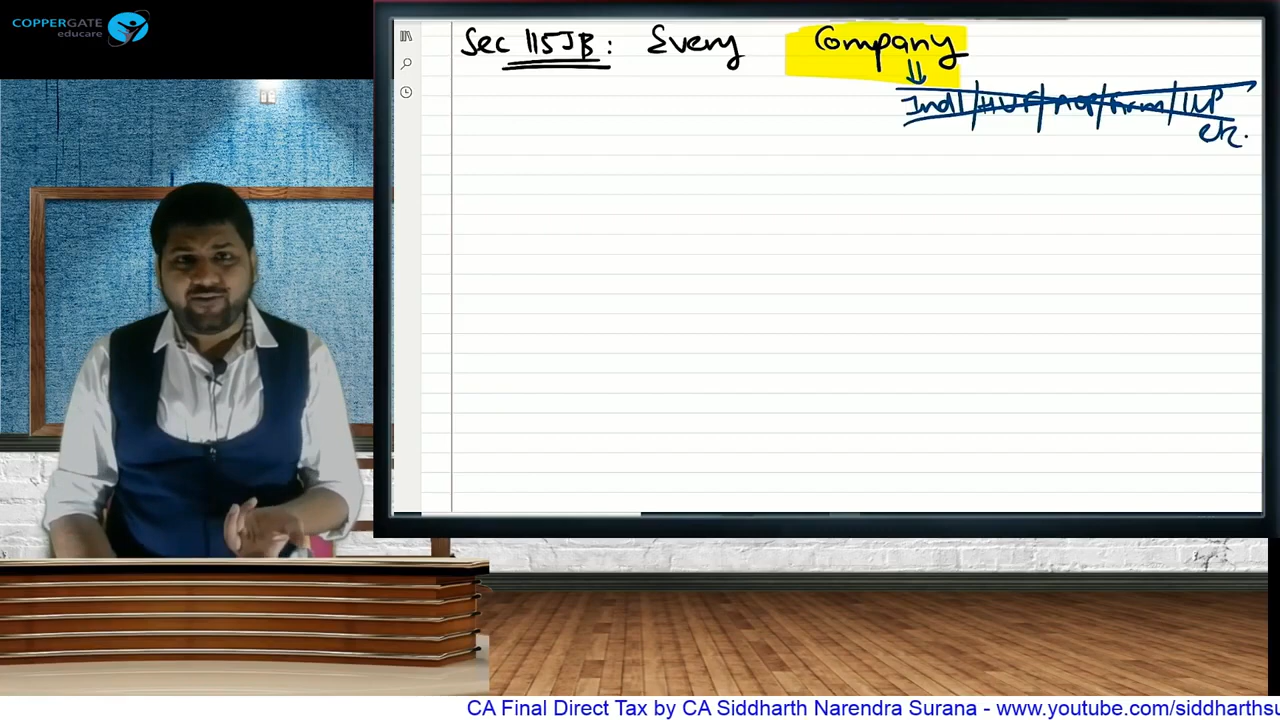 COPPERGATE
educare
Sec 115JB : Every Company
Indl / HUF / AOP / Firm / LLP
etc.
CA Final Direct Tax by CA Siddharth Narendra Surana - www.youtube.com/siddharthsu